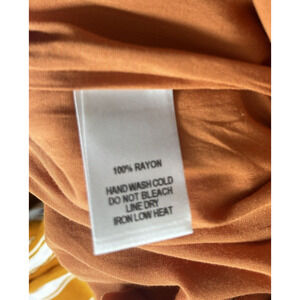 100% RAYON
HAND WASH COLD
DO NOT BLEACH
LINE DRY
IRON LOW HEAT